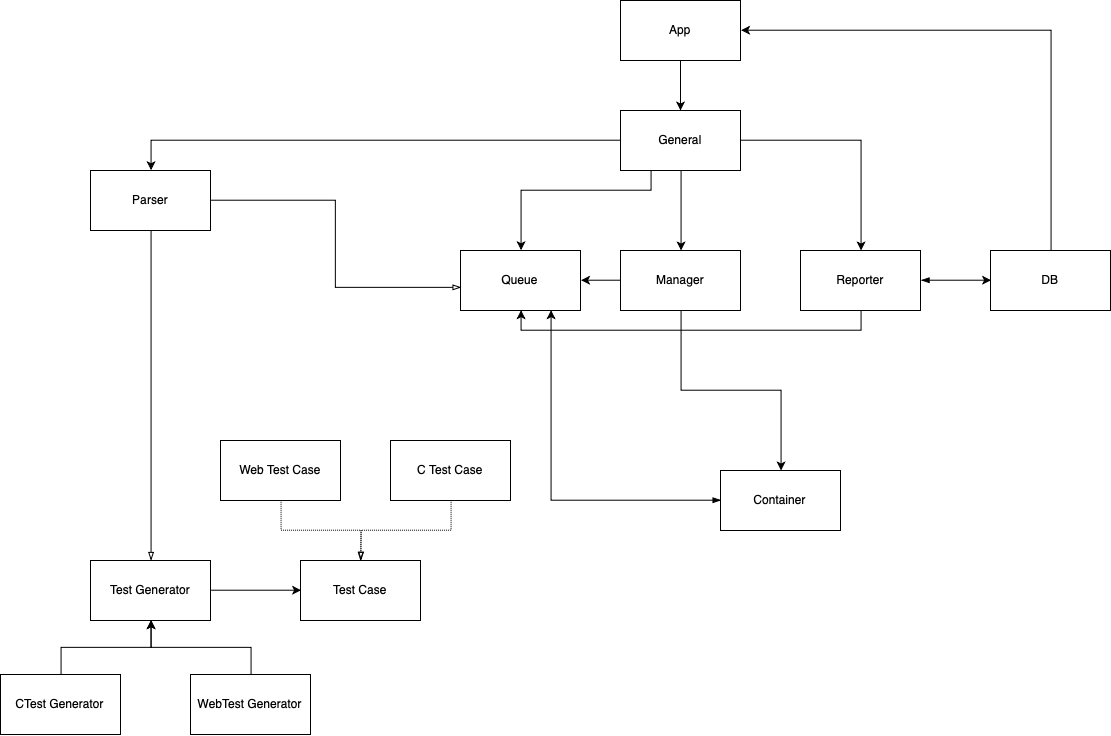 App
General
Parser
Queue
Manager
Reporter
DB
Web Test Case
C Test Case
Container
Test Generator
Test Case
CTest Generator
WebTest Generator